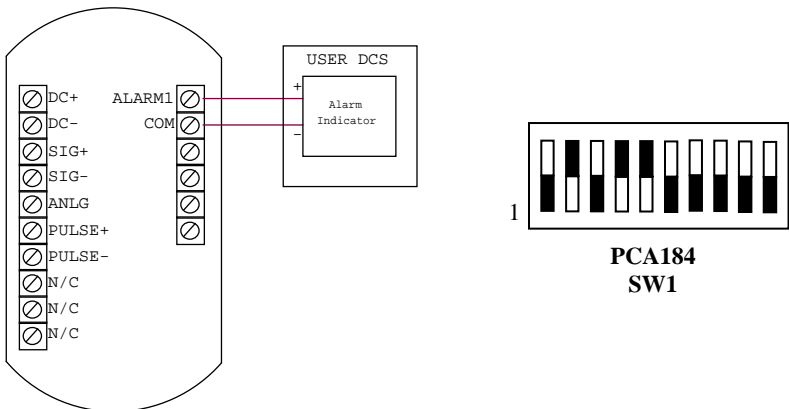 USER DCS
DC+
ALARM1
+
Alarm
Indicator
DC-
COM
-
SIG+
SIG-
ANLG
PULSE+
PULSE-
N/C
N/C
N/C
1
PCA184
SW1